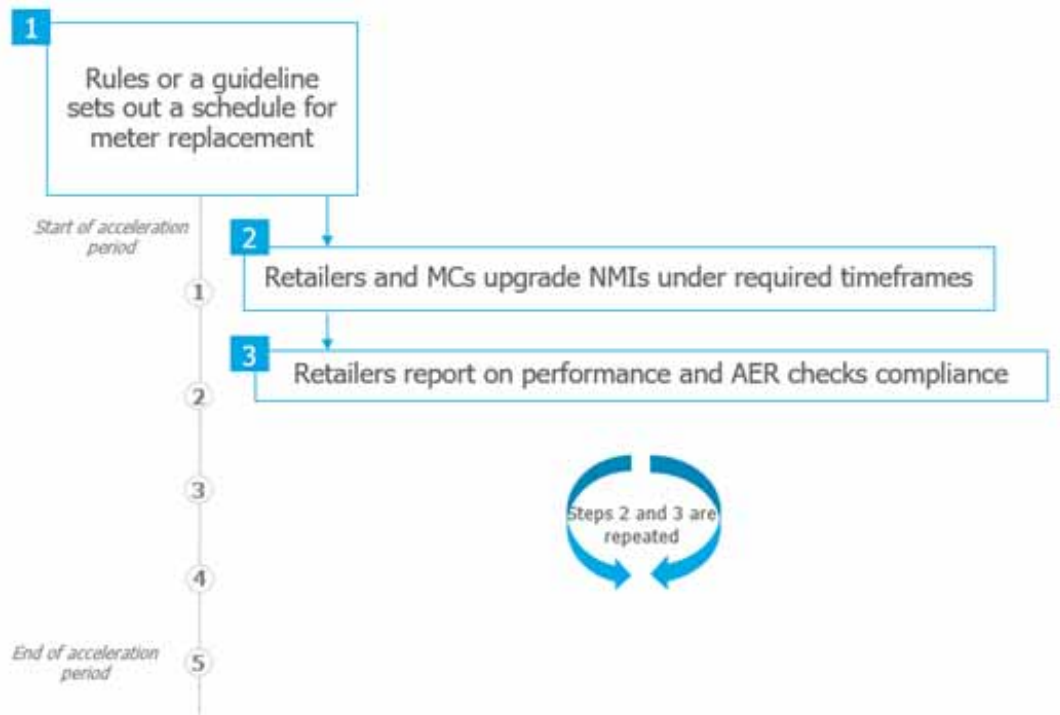 1
Rules or a guideline
sets out a schedule for
meter replacement
Start of acceleration
period
2
Retailers and MCs upgrade NMIs under required timeframes
1
3
Retailers report on performance and AER checks compliance
2
3
Steps 2 and 3 are
repeated
4
End of acceleration
period
5